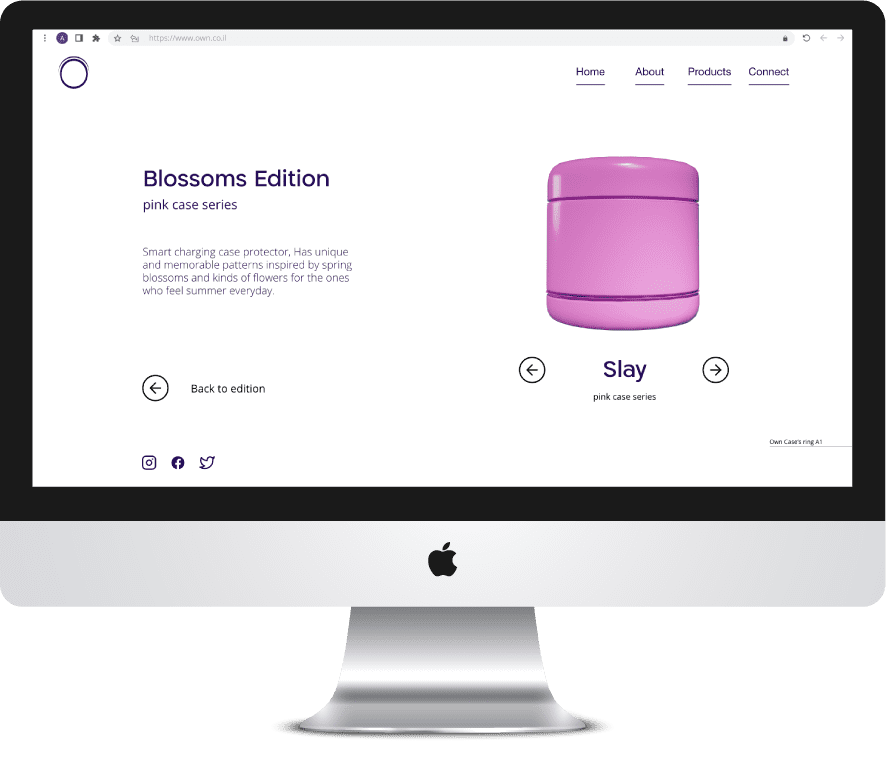 A
https://www.own.co.il
Home About Products Connect
Blossoms Edition
pink case series
Smart charging case protector, Has unique
and memorable patterns inspired by spring
blossoms and kinds of flowers for the ones
who feel summer everyday.
Back to edition
Slay
pink case series
Own Case's ring A1